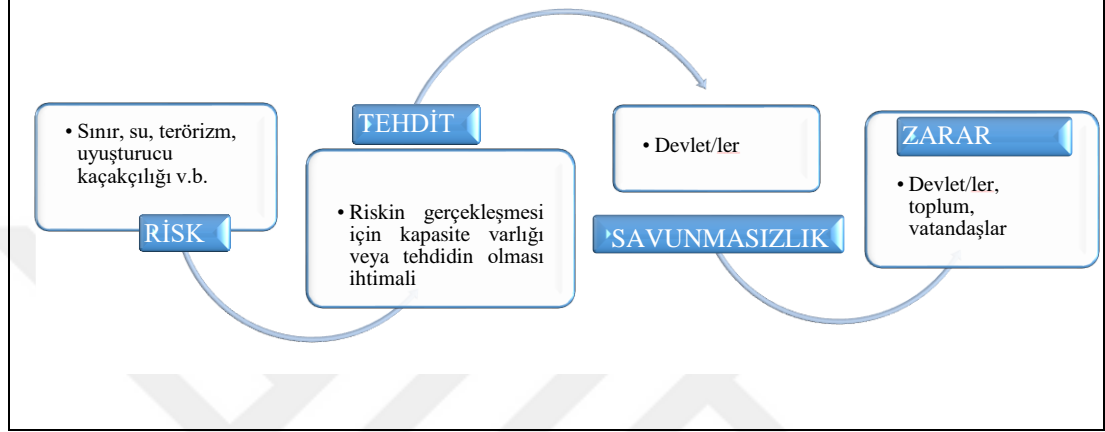 • Sınır, su, terörizm,
uyuşturucu
kaçakçılığı v.b.
RİSK
TEHDİT
• Riskin gerçekleşmesi
için kapasite varlığı
veya tehdidin olması
ihtimali
• Devlet/ler
SAVUNMASIZLIK
ZARAR
• Devlet/ler,
toplum,
vatandaşlar